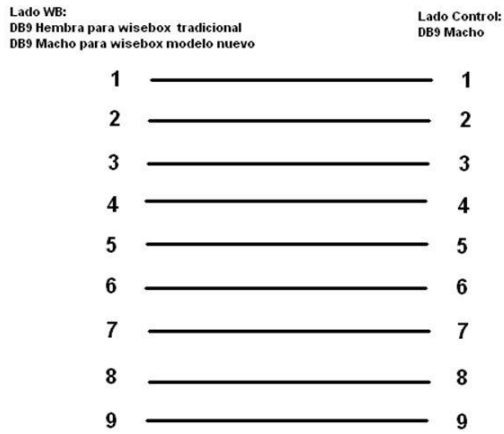 Lado WB:
DB9 Hembra para wisebox tradicional
DB9 Macho para wisebox modelo nuevo
Lado Control:
DB9 Macho
1 1
2 2
3 3
4 4
5 5
6 6
7 7
8 8
9 9